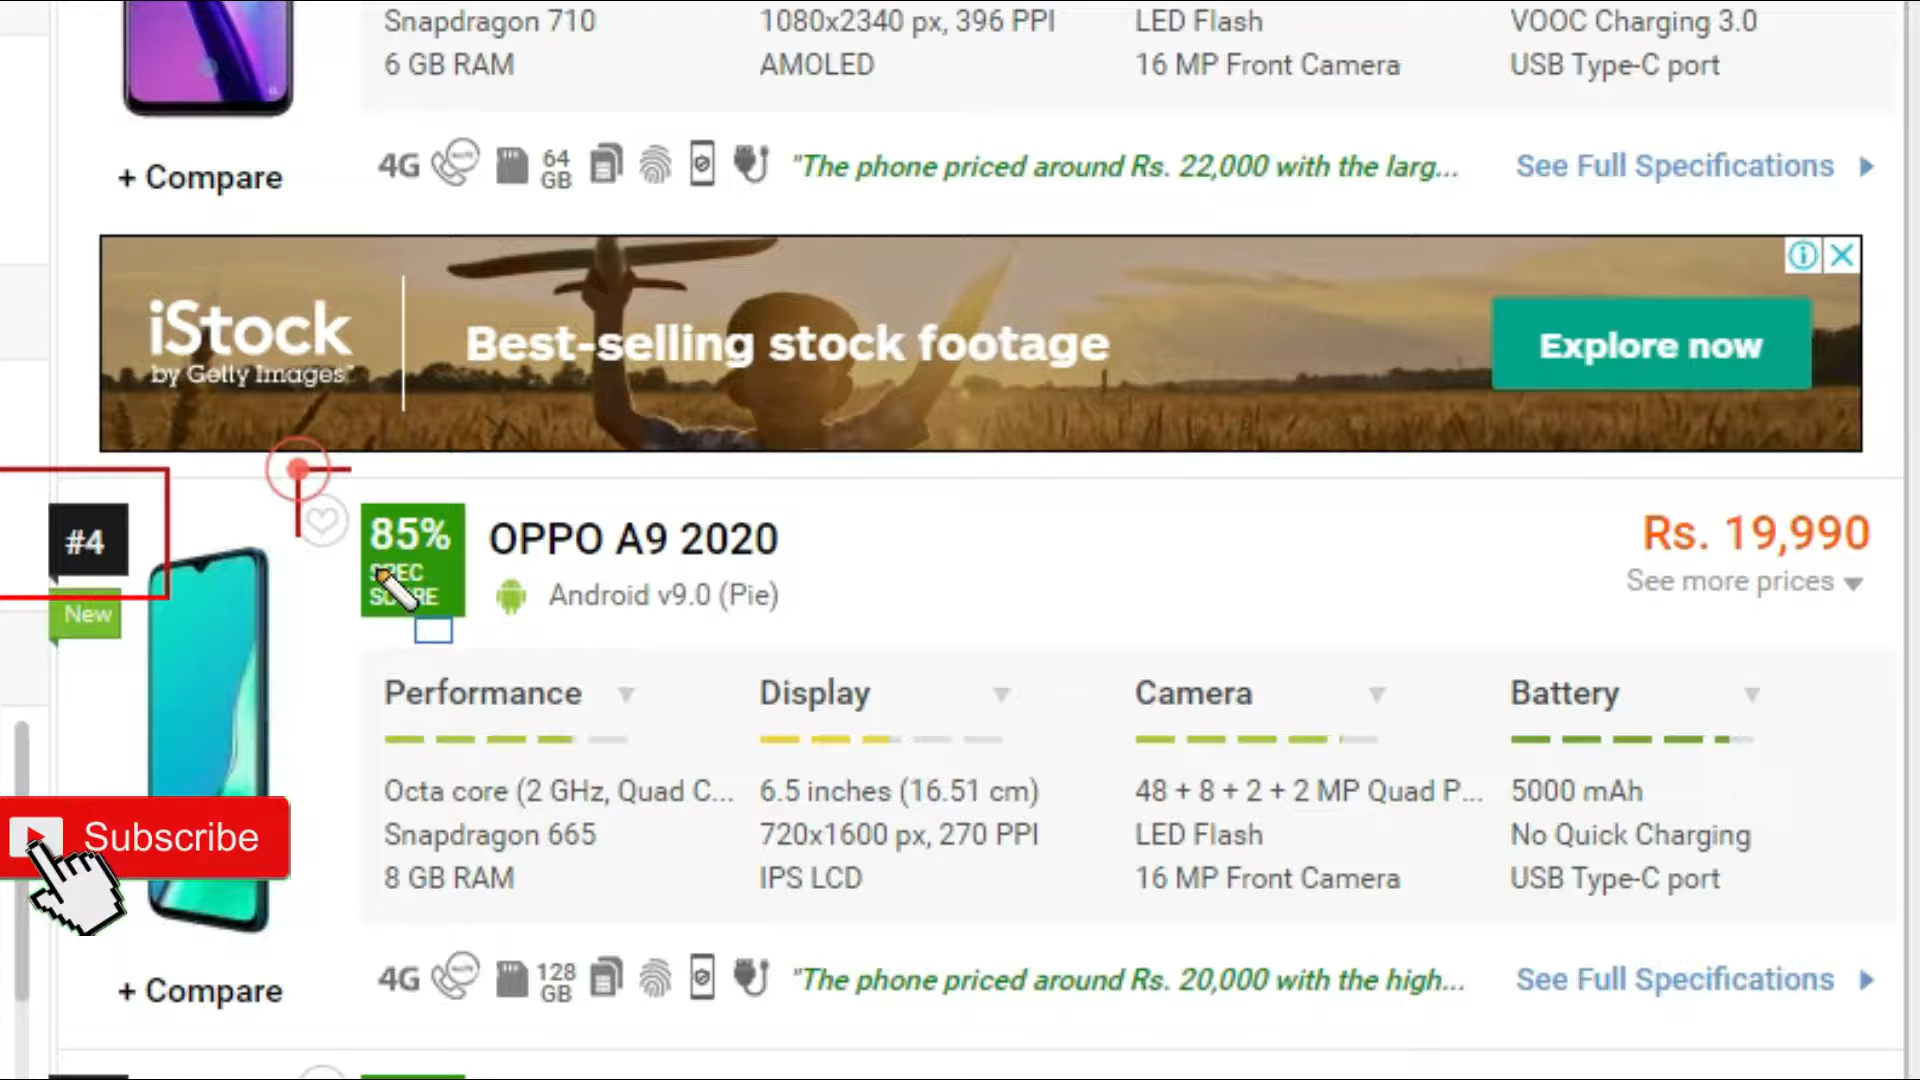 Snapdragon 710 1080x2340 px, 396 PPI LED Flash VOOC Charging 3.0
6 GB RAM AMOLED 16 MP Front Camera USB Type-C port
+ Compare 4G 64 GB "The phone priced around Rs. 22,000 with the larg... See Full Specifications
iStock
by Getty Images™
Best-selling stock footage
Explore now
#4
New
85%
SPEC
SCORE
OPPO A9 2020
Android v9.0 (Pie)
Rs. 19,990
See more prices
Performance Display Camera Battery
Octa core (2 GHz, Quad C... 6.5 inches (16.51 cm) 48 + 8 + 2 + 2 MP Quad P... 5000 mAh
Snapdragon 665 720x1600 px, 270 PPI LED Flash No Quick Charging
8 GB RAM IPS LCD 16 MP Front Camera USB Type-C port
Subscribe
+ Compare 4G 128 GB "The phone priced around Rs. 20,000 with the high... See Full Specifications